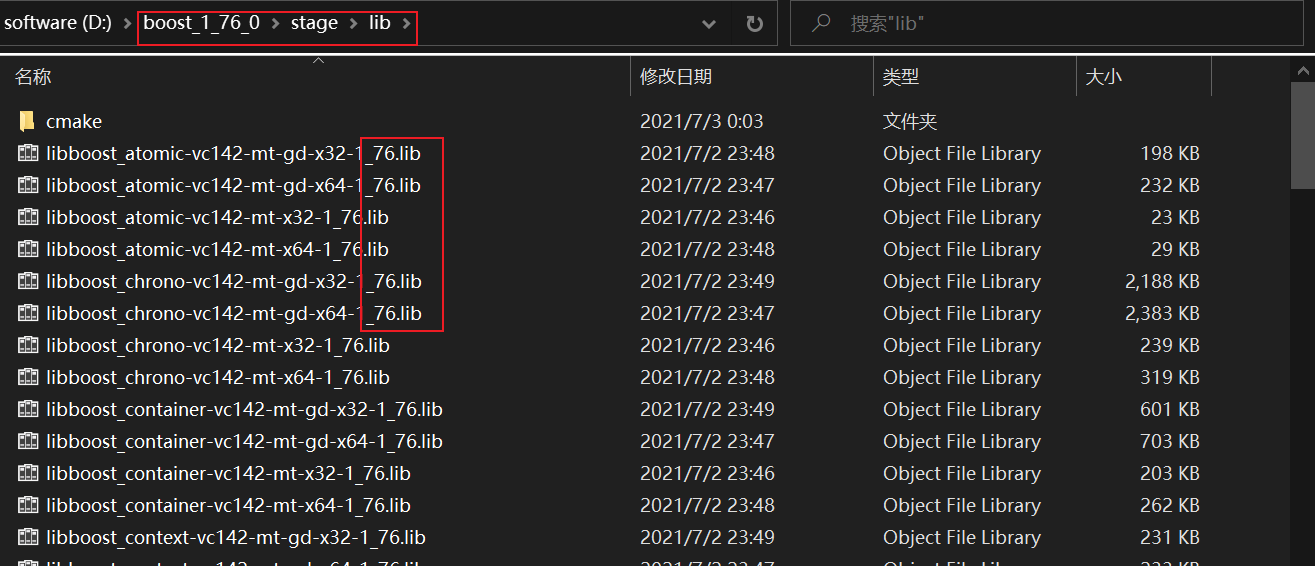 software (D:) > boost_1_76_0 > stage > lib > 搜索"lib"
名称 修改日期 类型 大小
cmake 2021/7/3 0:03 文件夹
libboost_atomic-vc142-mt-gd-x32-1_76.lib 2021/7/2 23:48 Object File Library 198 KB
libboost_atomic-vc142-mt-gd-x64-1_76.lib 2021/7/2 23:47 Object File Library 232 KB
libboost_atomic-vc142-mt-x32-1_76.lib 2021/7/2 23:46 Object File Library 23 KB
libboost_atomic-vc142-mt-x64-1_76.lib 2021/7/2 23:48 Object File Library 29 KB
libboost_chrono-vc142-mt-gd-x32-1_76.lib 2021/7/2 23:49 Object File Library 2,188 KB
libboost_chrono-vc142-mt-gd-x64-1_76.lib 2021/7/2 23:47 Object File Library 2,383 KB
libboost_chrono-vc142-mt-x32-1_76.lib 2021/7/2 23:46 Object File Library 239 KB
libboost_chrono-vc142-mt-x64-1_76.lib 2021/7/2 23:48 Object File Library 319 KB
libboost_container-vc142-mt-gd-x32-1_76.lib 2021/7/2 23:49 Object File Library 601 KB
libboost_container-vc142-mt-gd-x64-1_76.lib 2021/7/2 23:47 Object File Library 703 KB
libboost_container-vc142-mt-x32-1_76.lib 2021/7/2 23:46 Object File Library 203 KB
libboost_container-vc142-mt-x64-1_76.lib 2021/7/2 23:48 Object File Library 262 KB
libboost_context-vc142-mt-gd-x32-1_76.lib 2021/7/2 23:49 Object File Library 231 KB